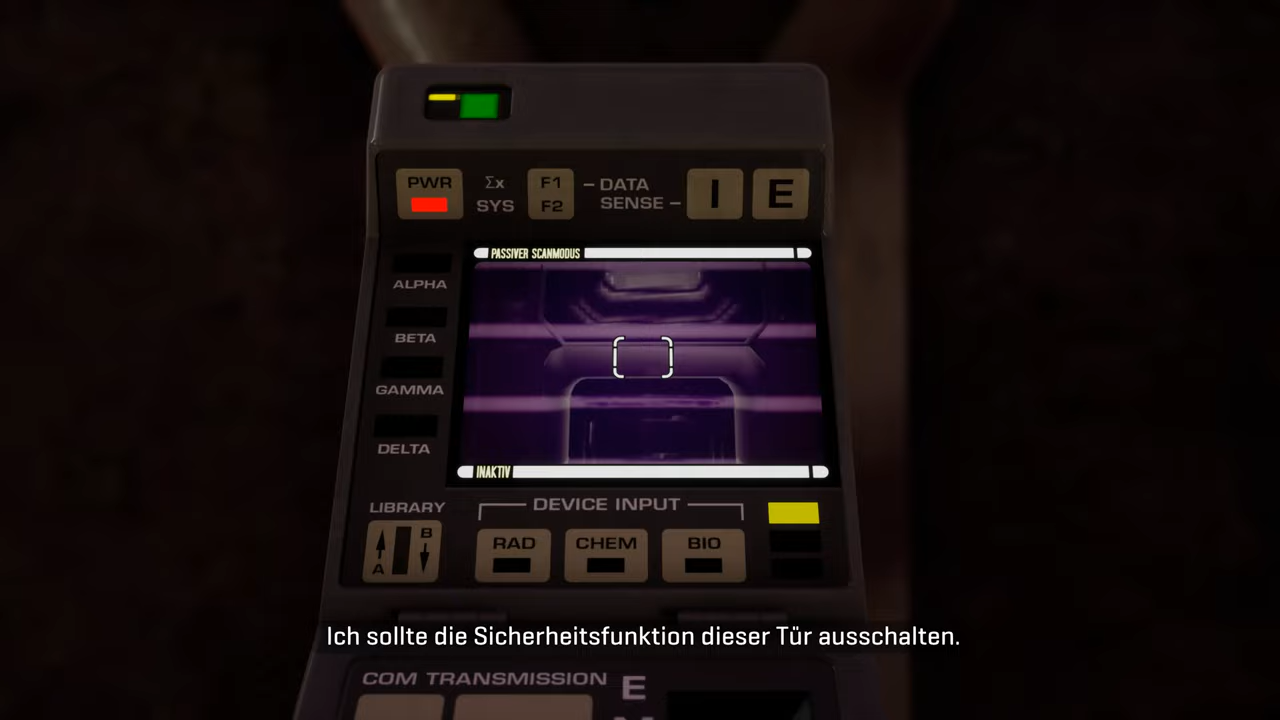 PWR
Σx
SYS
F1
F2
– DATA
SENSE –
I
E
PASSIVER SCANMODUS
ALPHA
BETA
GAMMA
DELTA
INAKTIV
LIBRARY
A
B
DEVICE INPUT
RAD
CHEM
BIO
Ich sollte die Sicherheitsfunktion dieser Tür ausschalten.
COM TRANSMISSION
E